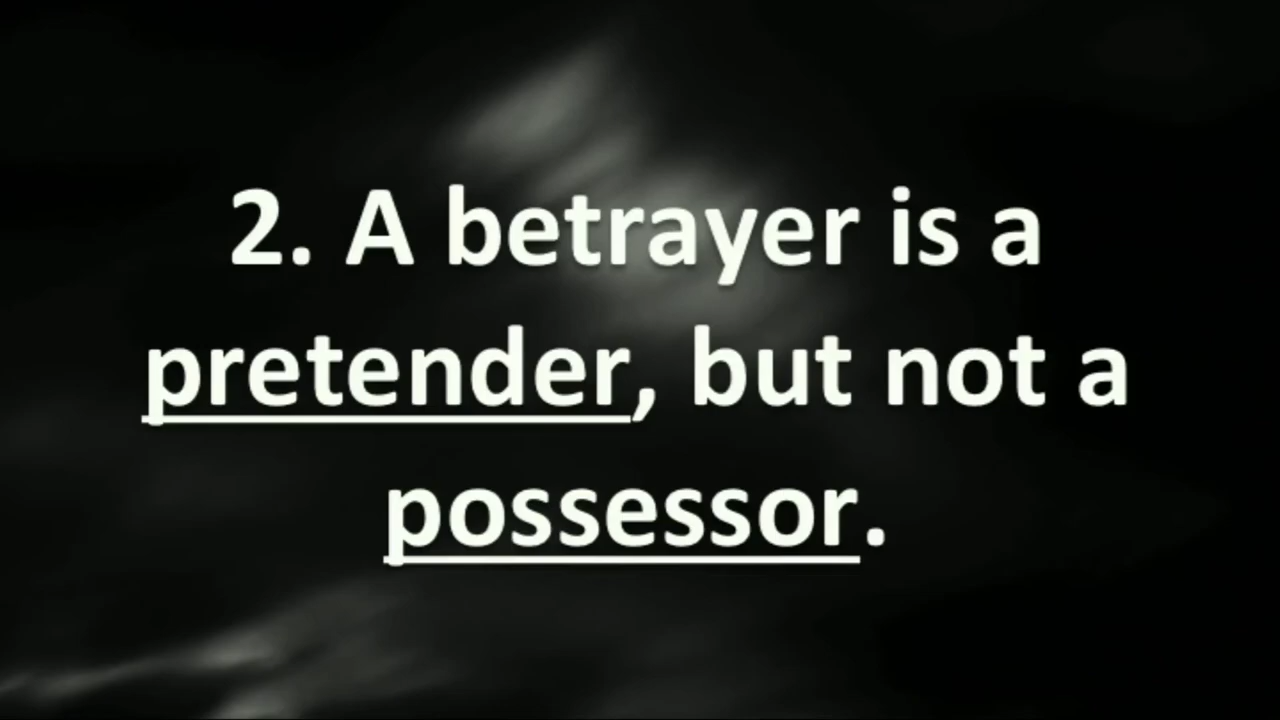 2. A betrayer is a
pretender, but not a
possessor.